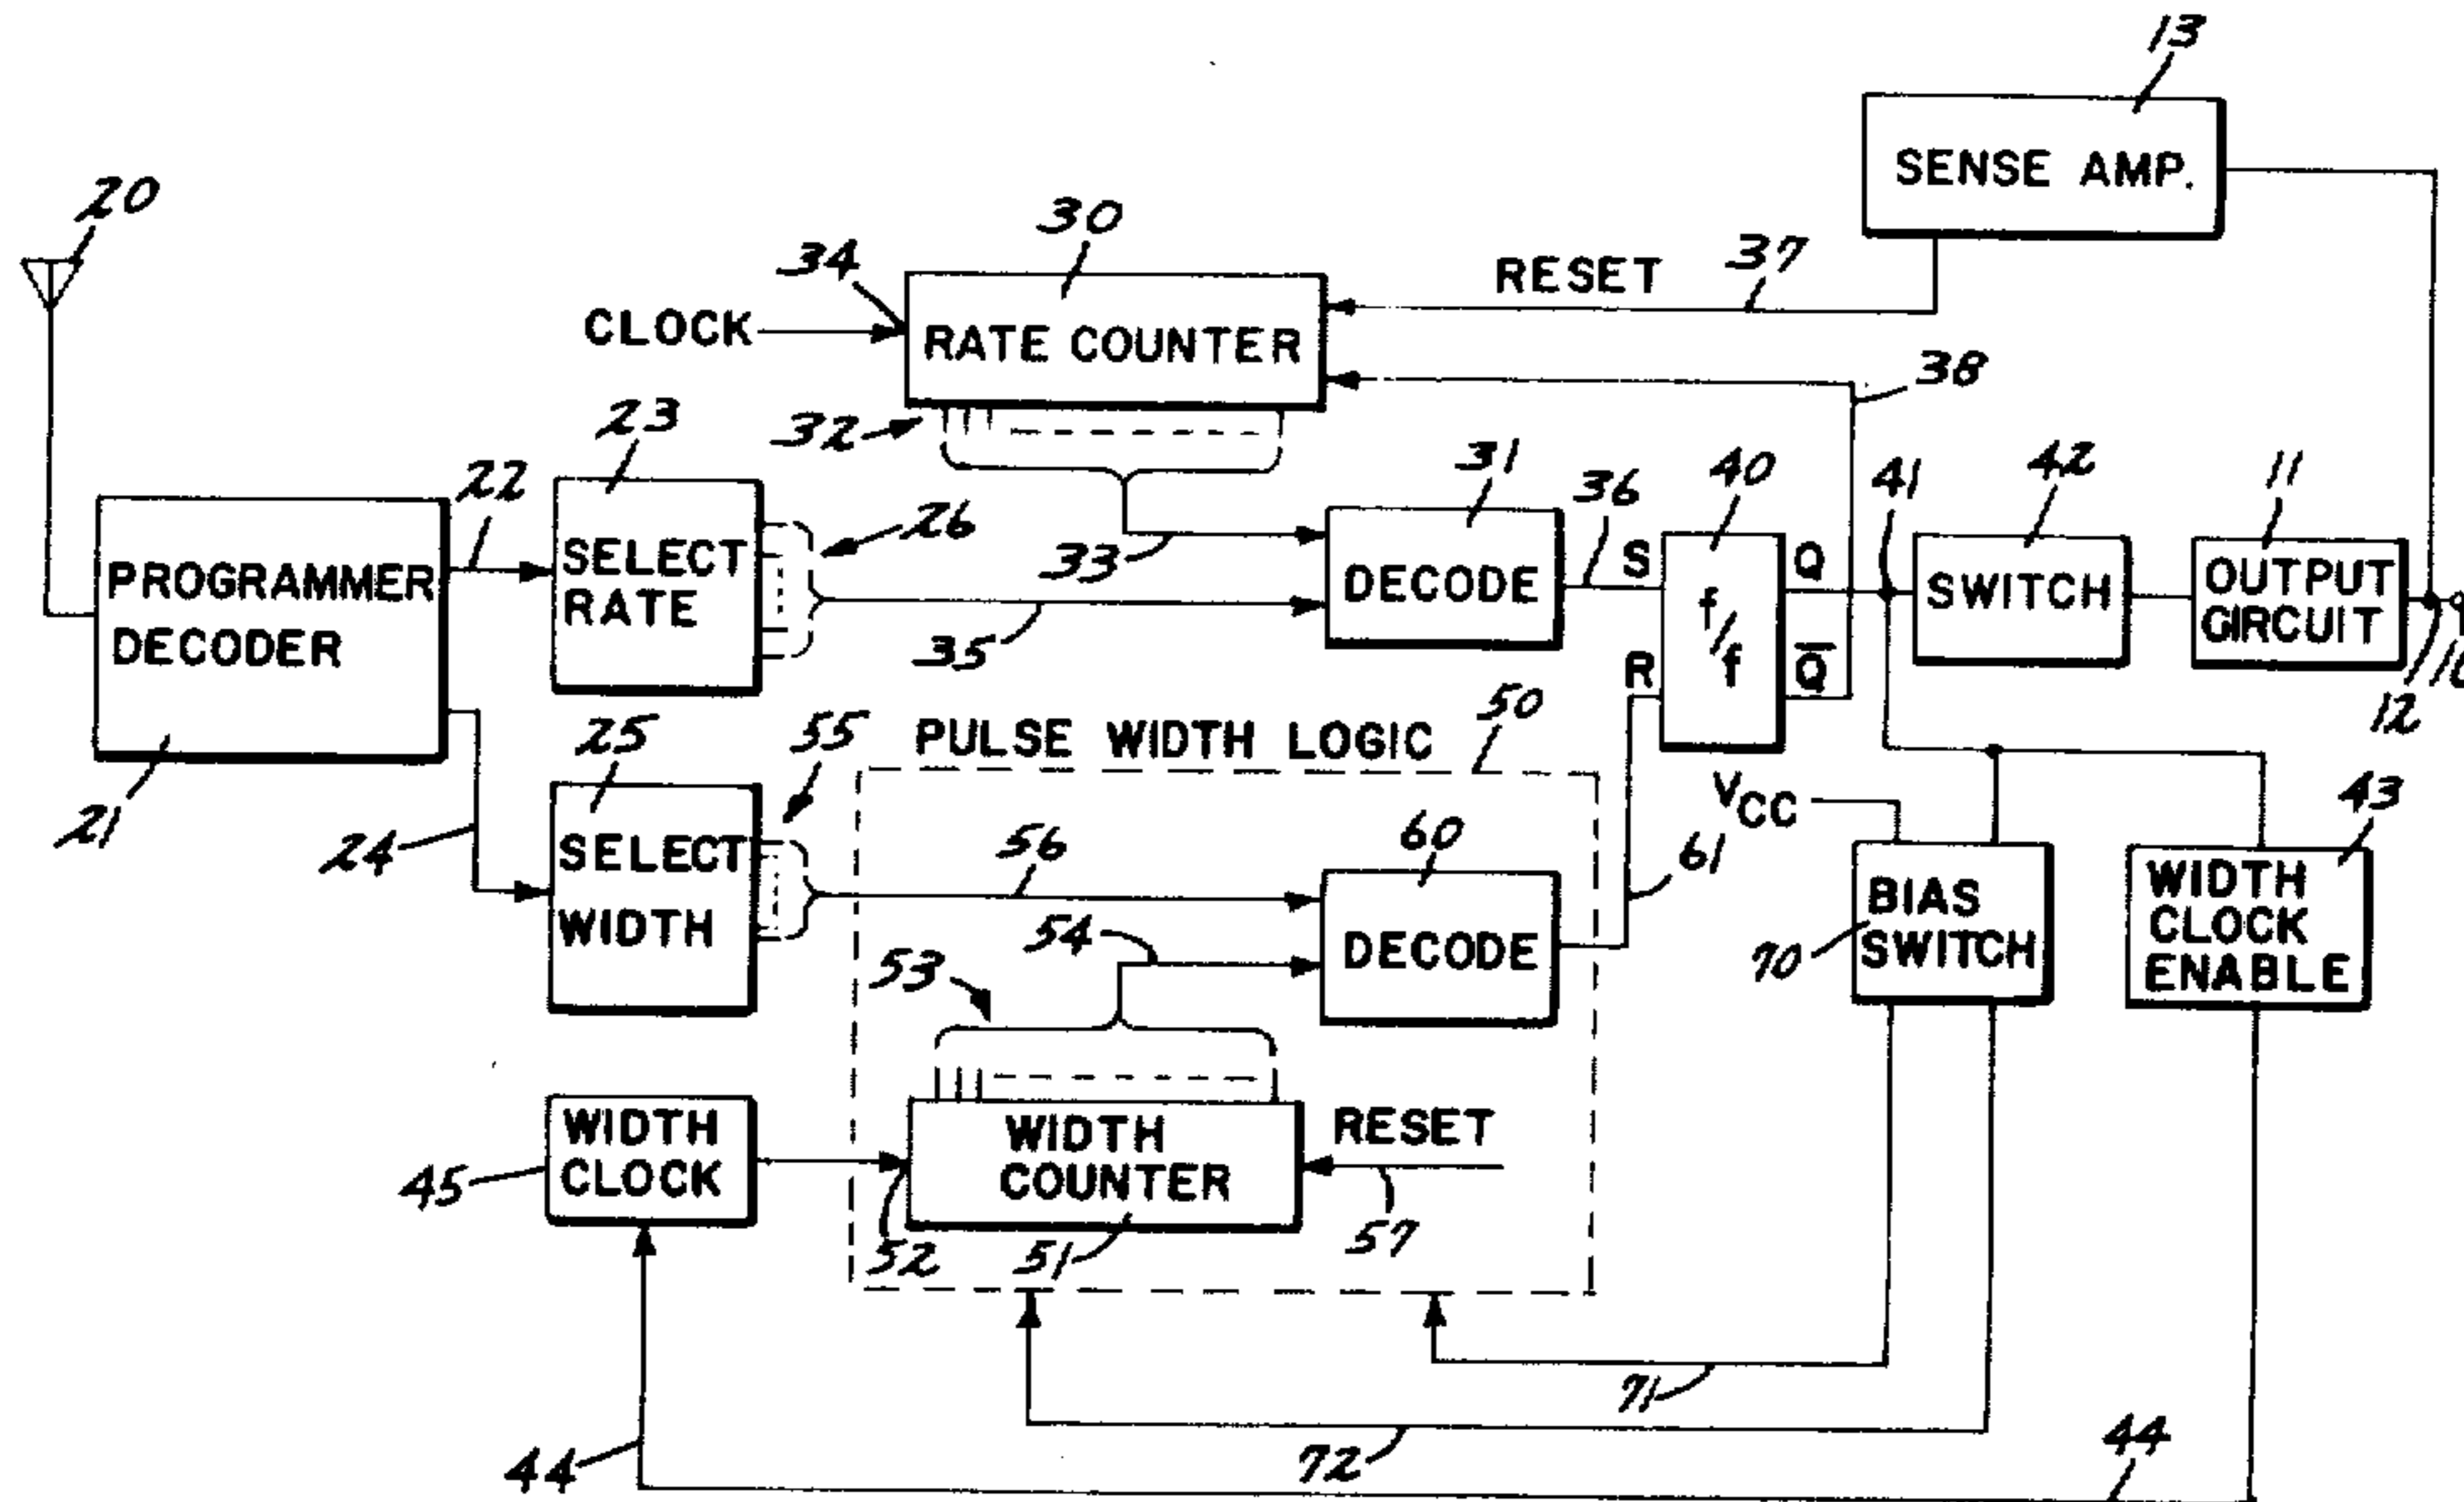 13
SENSE AMP.
20
30
34
RESET 37
CLOCK
RATE COUNTER
38
23
32
22
26
31
36
40
41
42
11
SELECT
RATE
33
35
DECODE
S
R
f/f
Q
Q̅
SWITCH
OUTPUT
CIRCUIT
12
PROGRAMMER
DECODER
21
24
25
55
PULSE WIDTH LOGIC
50
VCC
43
SELECT
WIDTH
56
54
53
60
DECODE
61
BIAS
SWITCH
70
WIDTH
CLOCK
ENABLE
WIDTH
CLOCK
45
WIDTH
COUNTER
RESET
52
51
57
71
72
44
44